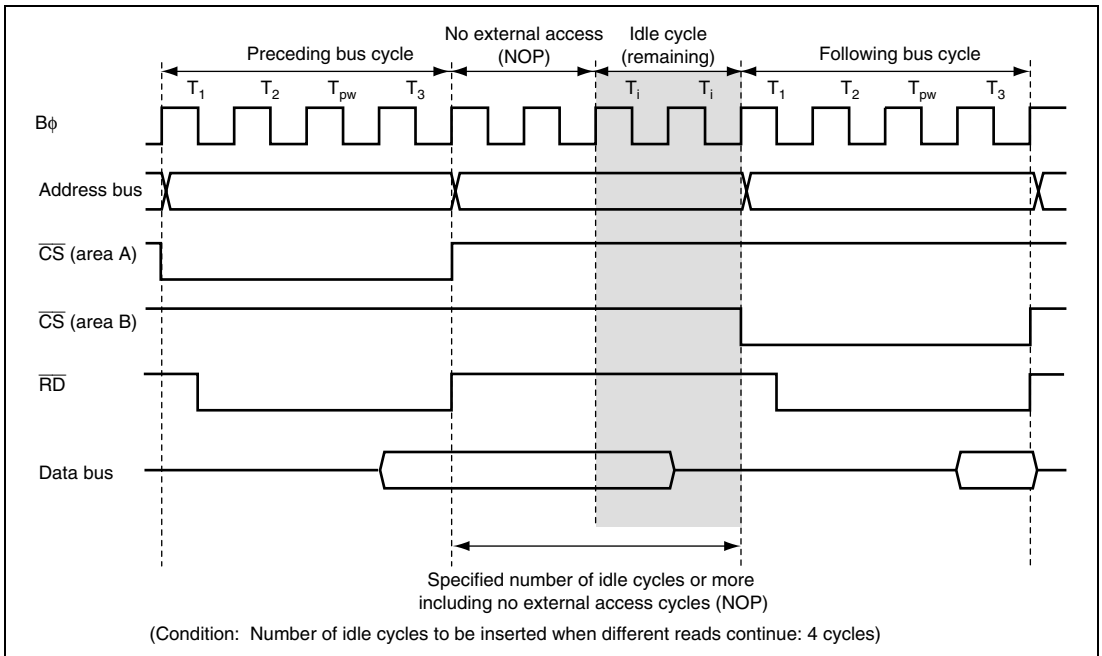 No external access
(NOP)
Idle cycle
(remaining)
Preceding bus cycle
Following bus cycle
T1 T2 Tpw T3 Ti Ti T1 T2 Tpw T3
Bϕ
Address bus
C̅S̅ (area A)
C̅S̅ (area B)
R̅D̅
Data bus
Specified number of idle cycles or more
including no external access cycles (NOP)
(Condition: Number of idle cycles to be inserted when different reads continue: 4 cycles)